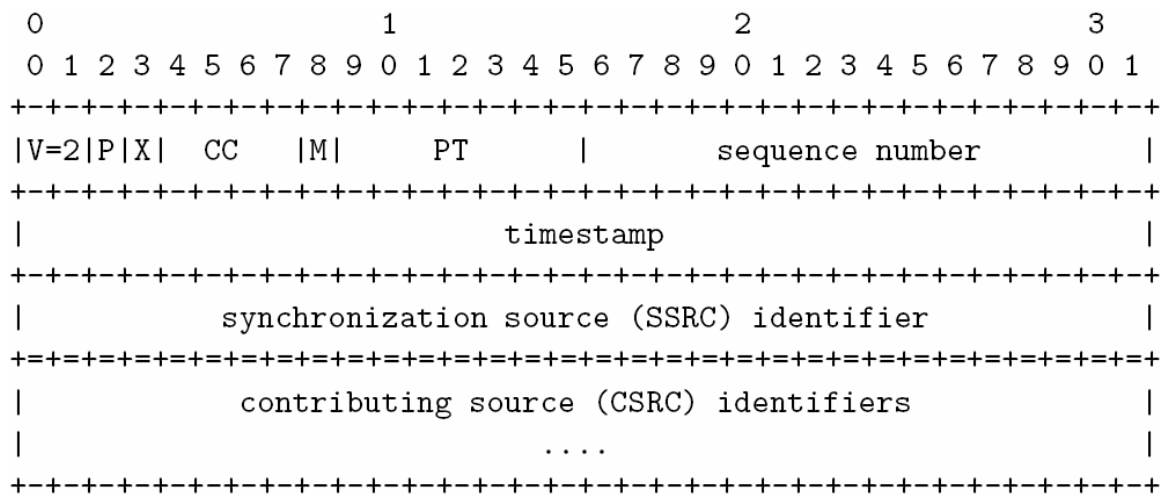 0                   1                   2                   3
 0 1 2 3 4 5 6 7 8 9 0 1 2 3 4 5 6 7 8 9 0 1 2 3 4 5 6 7 8 9 0 1
+-+-+-+-+-+-+-+-+-+-+-+-+-+-+-+-+-+-+-+-+-+-+-+-+-+-+-+-+-+-+-+-+
|V=2|P|X|  CC   |M|     PT      |       sequence number         |
+-+-+-+-+-+-+-+-+-+-+-+-+-+-+-+-+-+-+-+-+-+-+-+-+-+-+-+-+-+-+-+-+
|                           timestamp                           |
+-+-+-+-+-+-+-+-+-+-+-+-+-+-+-+-+-+-+-+-+-+-+-+-+-+-+-+-+-+-+-+-+
|           synchronization source (SSRC) identifier            |
+=+=+=+=+=+=+=+=+=+=+=+=+=+=+=+=+=+=+=+=+=+=+=+=+=+=+=+=+=+=+=+=+
|            contributing source (CSRC) identifiers             |
|                             ....                              |
+-+-+-+-+-+-+-+-+-+-+-+-+-+-+-+-+-+-+-+-+-+-+-+-+-+-+-+-+-+-+-+-+